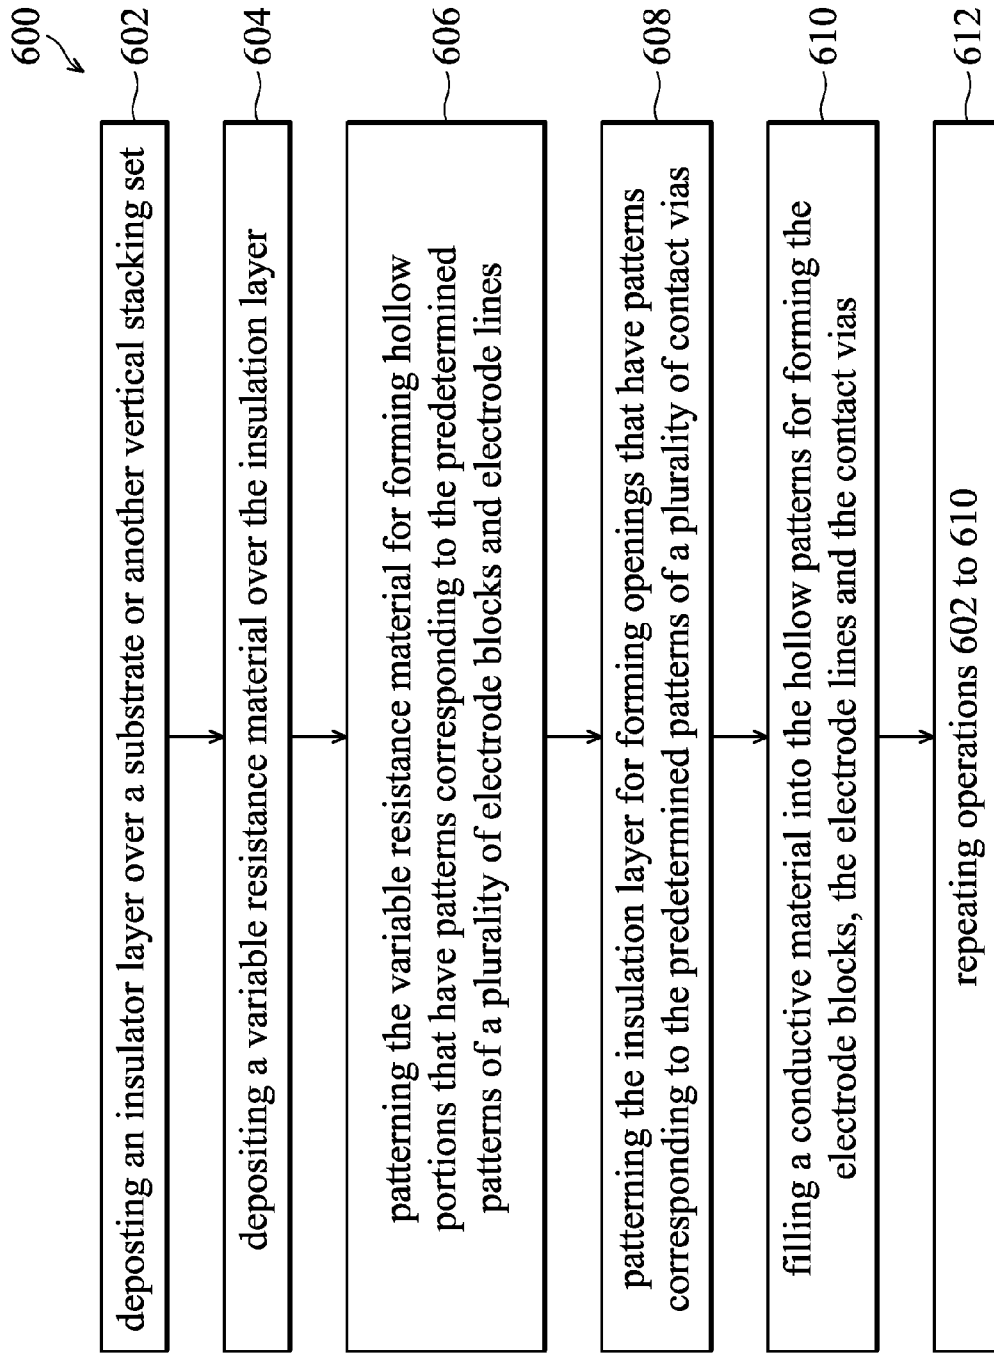 600
deposting an insulator layer over a substrate or another vertical stacking set
602
depositing a variable resistance material over the insulation layer
604
patterning the variable resistance material for forming hollow
portions that have patterns corresponding to the predetermined
patterns of a plurality of electrode blocks and electrode lines
606
patterning the insulation layer for forming openings that have patterns
corresponding to the predetermined patterns of a plurality of contact vias
608
filling a conductive material into the hollow patterns for forming the
electrode blocks, the electrode lines and the contact vias
610
repeating operations 602 to 610
612